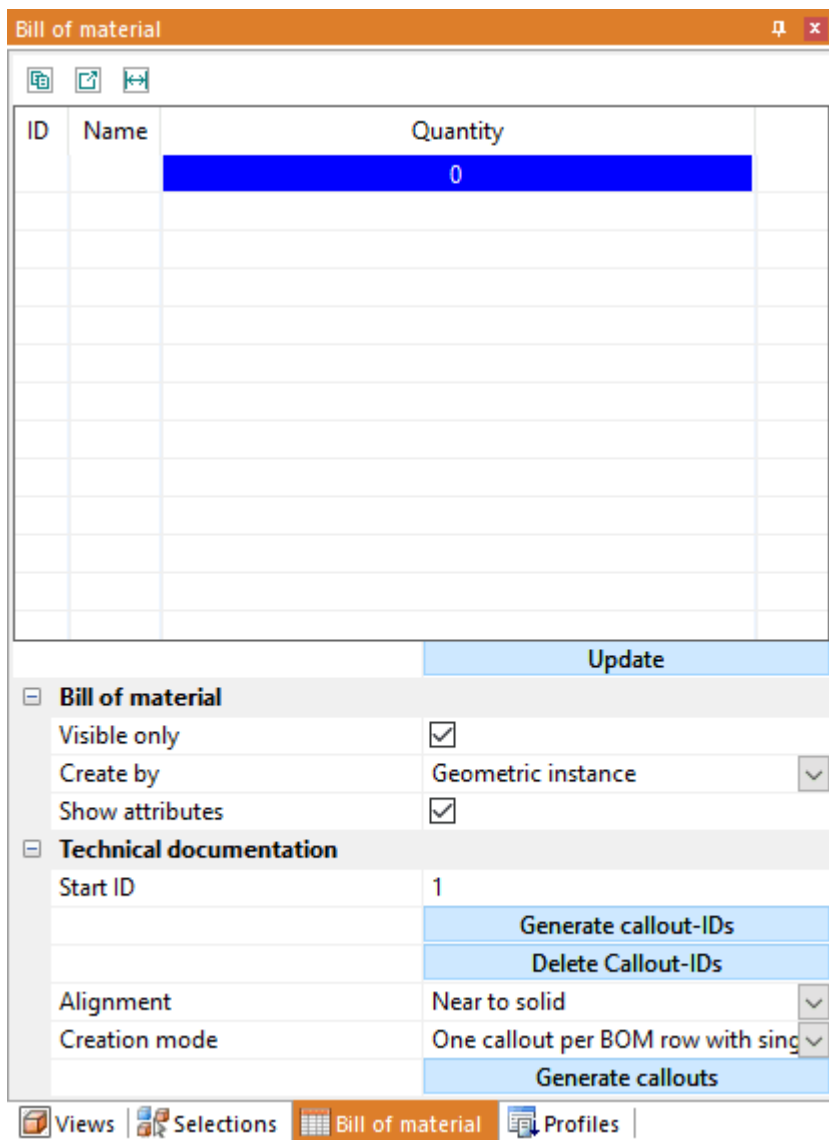 Bill of material
ID Name Quantity
0
Update
Bill of material
Visible only
Create by Geometric instance
Show attributes
Technical documentation
Start ID 1
Generate callout-IDs
Delete Callout-IDs
Alignment Near to solid
Creation mode One callout per BOM row with sing
Generate callouts
Views Selections Bill of material Profiles